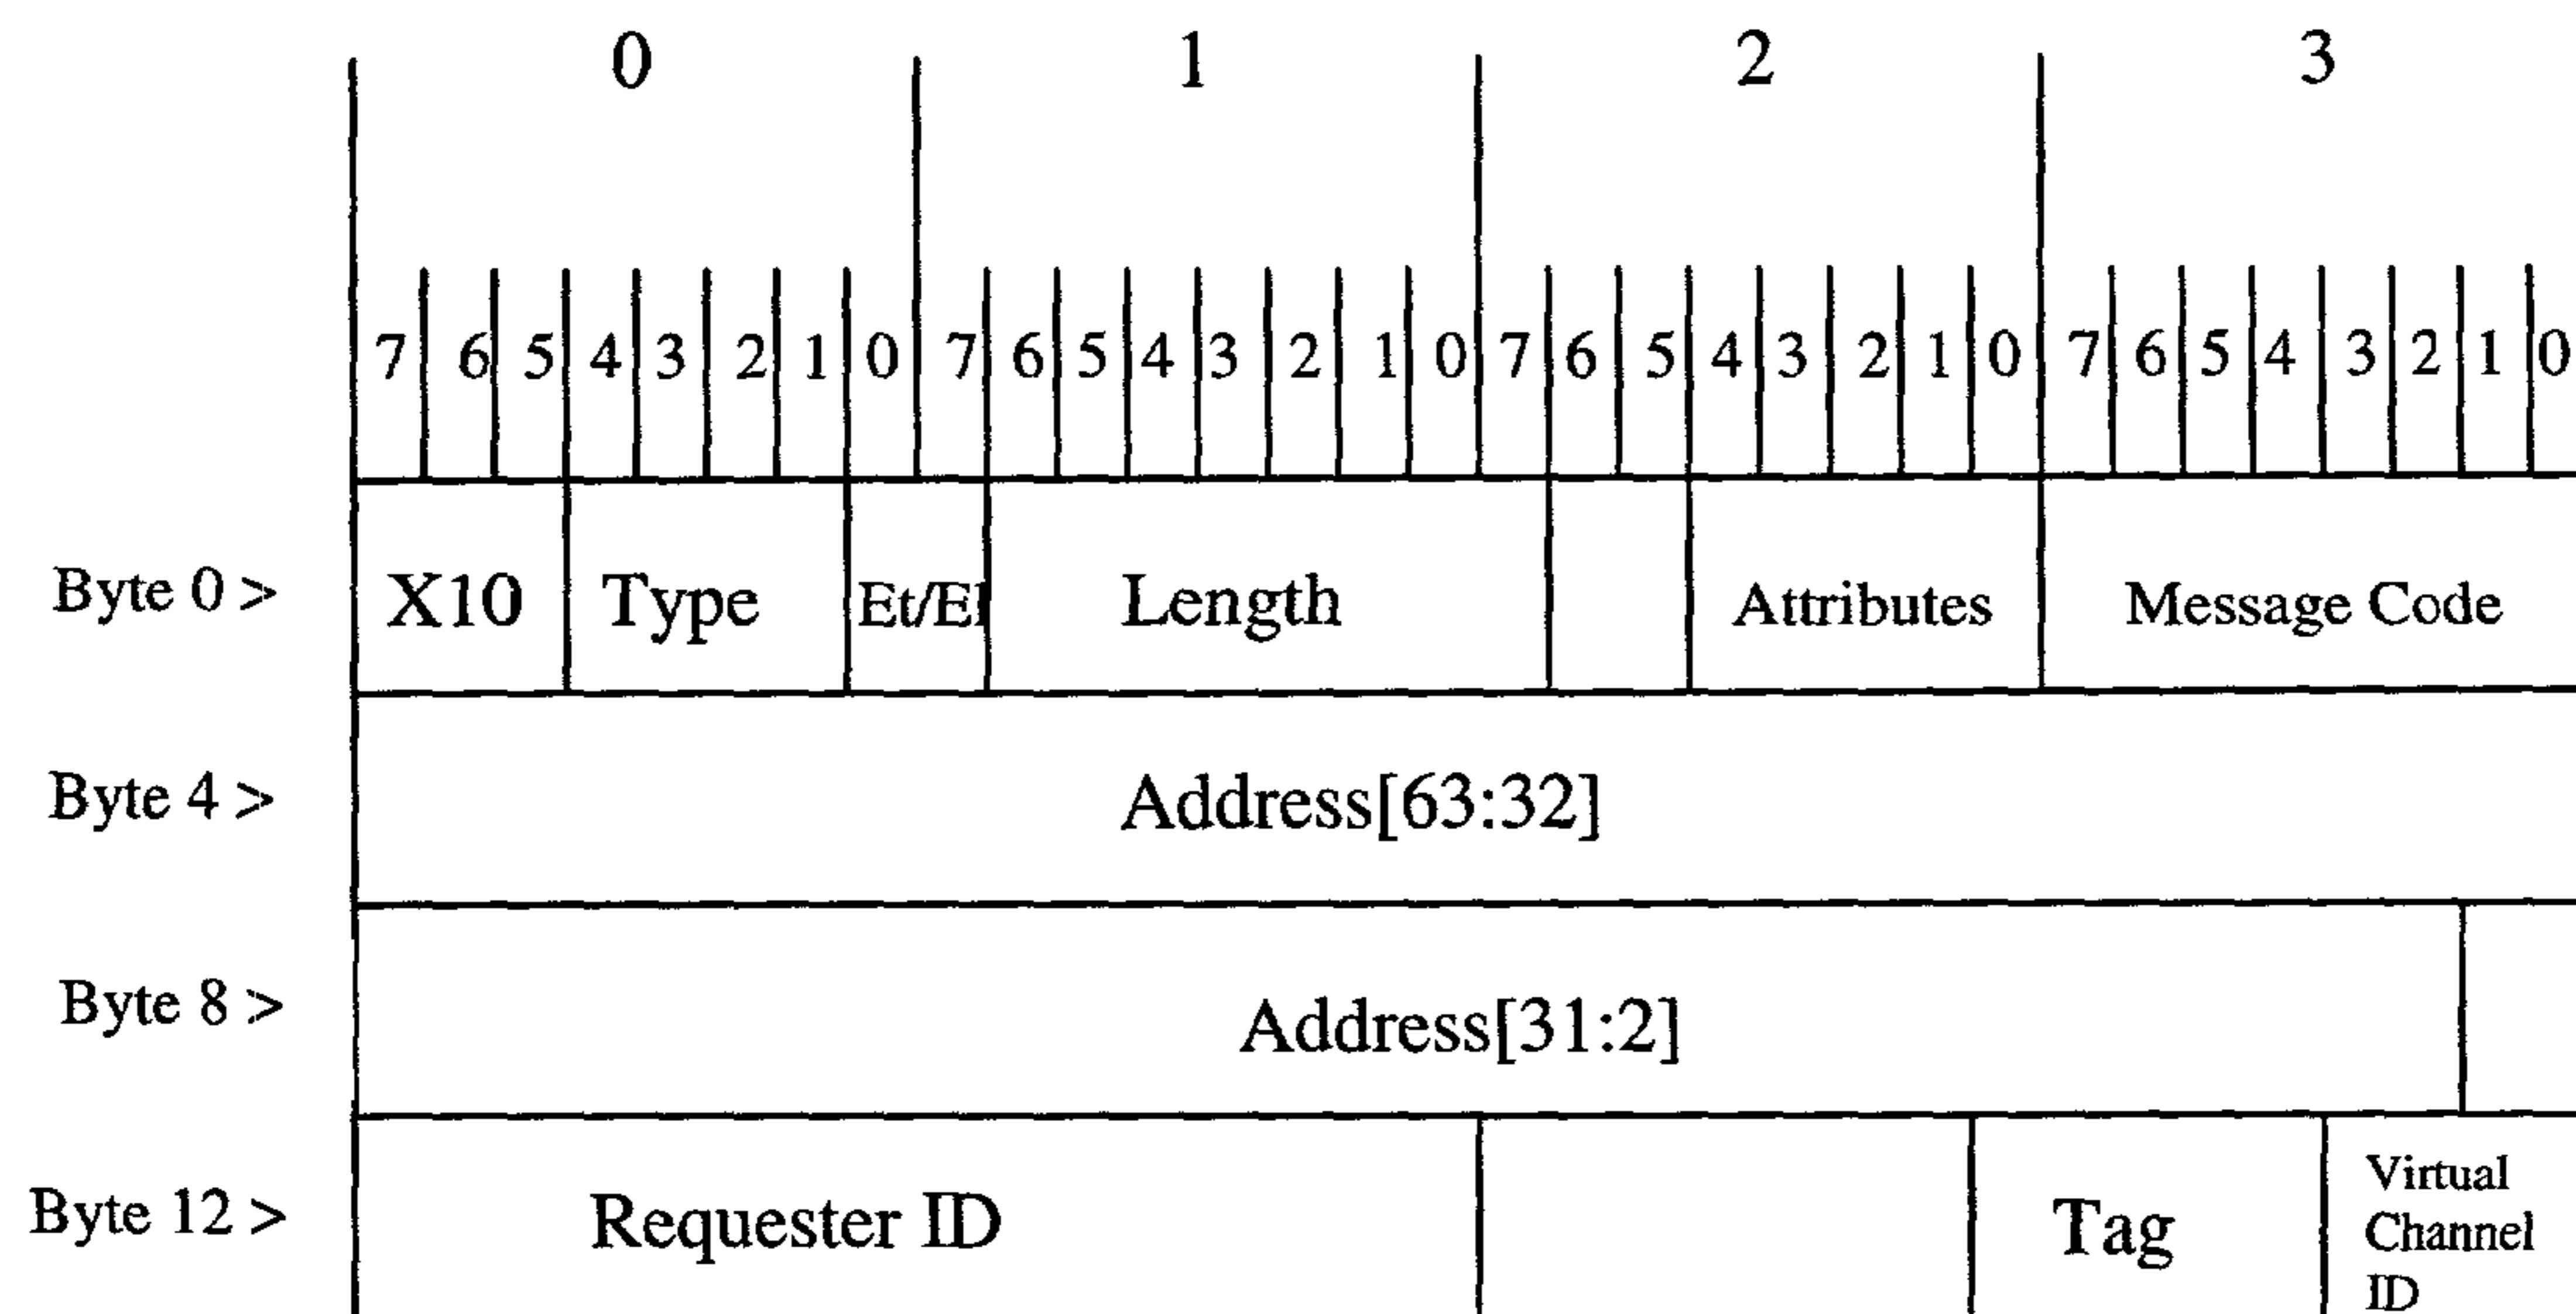 0 1 2 3
7 6 5 4 3 2 1 0 7 6 5 4 3 2 1 0 7 6 5 4 3 2 1 0 7 6 5 4 3 2 1 0
Byte 0 > X10 Type Et/El Length Attributes Message Code
Byte 4 > Address[63:32]
Byte 8 > Address[31:2]
Byte 12 > Requester ID Tag Virtual
Channel
ID